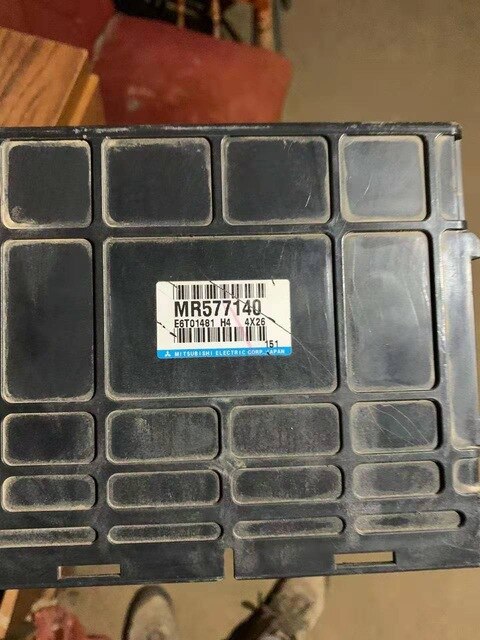 MR577140
E6T01481 H4 4X26
151
MITSUBISHI ELECTRIC CORP. JAPAN